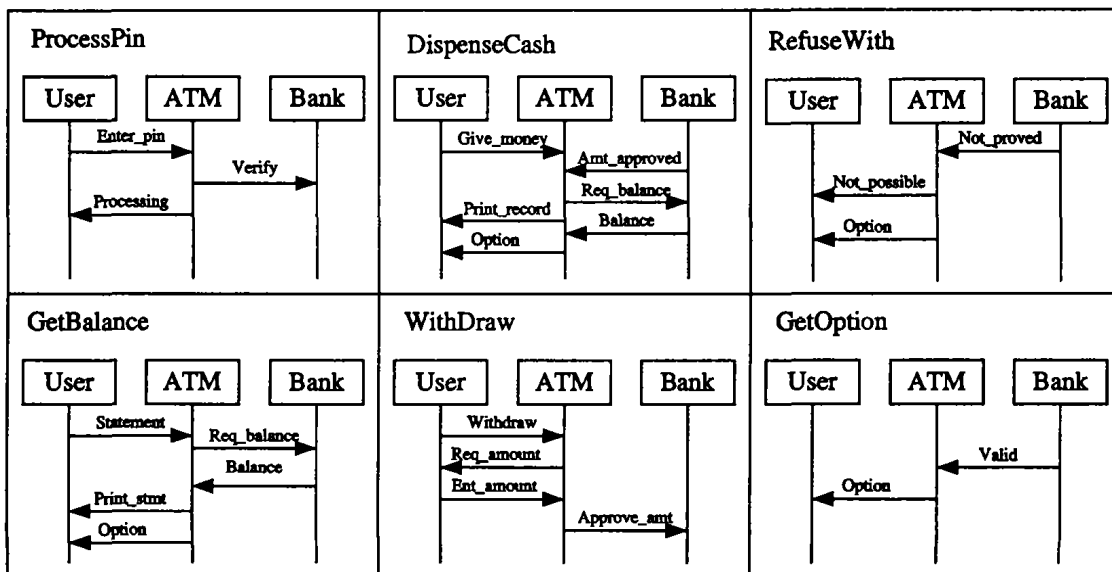 ProcessPin
User ATM Bank
Enter_pin
Verify
Processing
DispenseCash
User ATM Bank
Give_money
Amt_approved
Req_balance
Print_record
Balance
Option
RefuseWith
User ATM Bank
Not_proved
Not_possible
Option
GetBalance
User ATM Bank
Statement
Req_balance
Balance
Print_stmt
Option
WithDraw
User ATM Bank
Withdraw
Req_amount
Ent_amount
Approve_amt
GetOption
User ATM Bank
Valid
Option